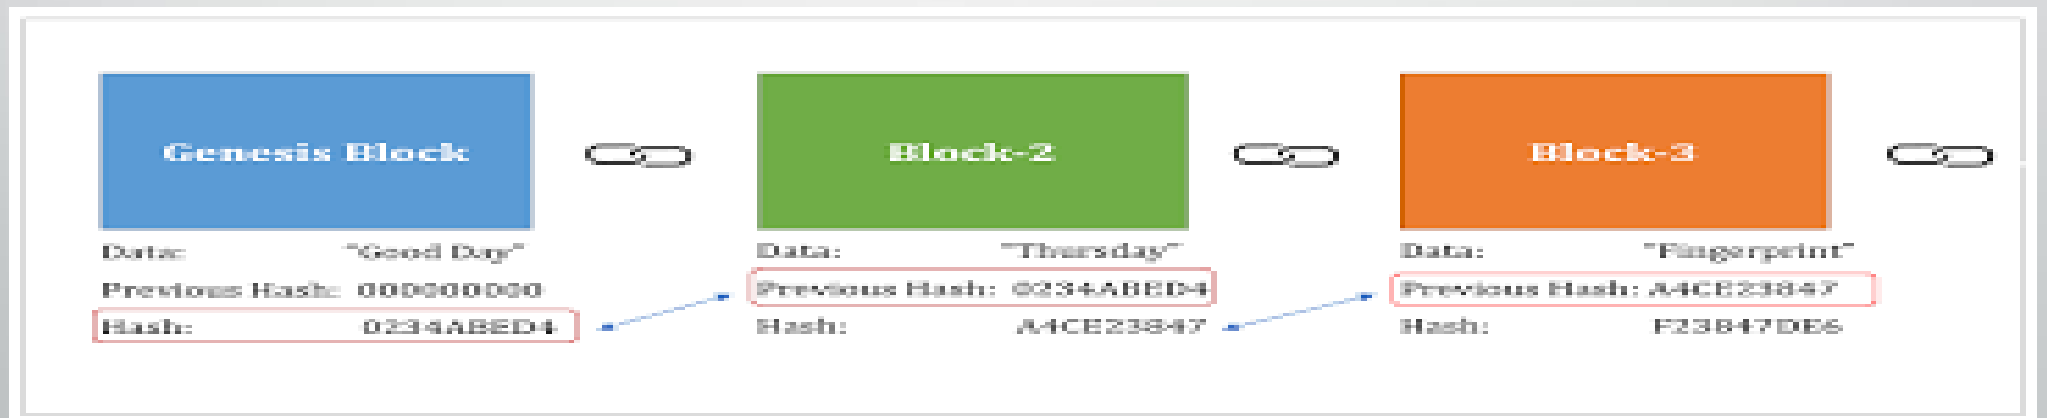 Genesis Block
Data: "Good Day"
Previous Hash: 000000000
Hash: 0234ABED4
Block-2
Data: "Thursday"
Previous Hash: 0234ABED4
Hash: A4CE23847
Block-3
Data: "Fingerprint"
Previous Hash: A4CE23847
Hash: F23847DE6